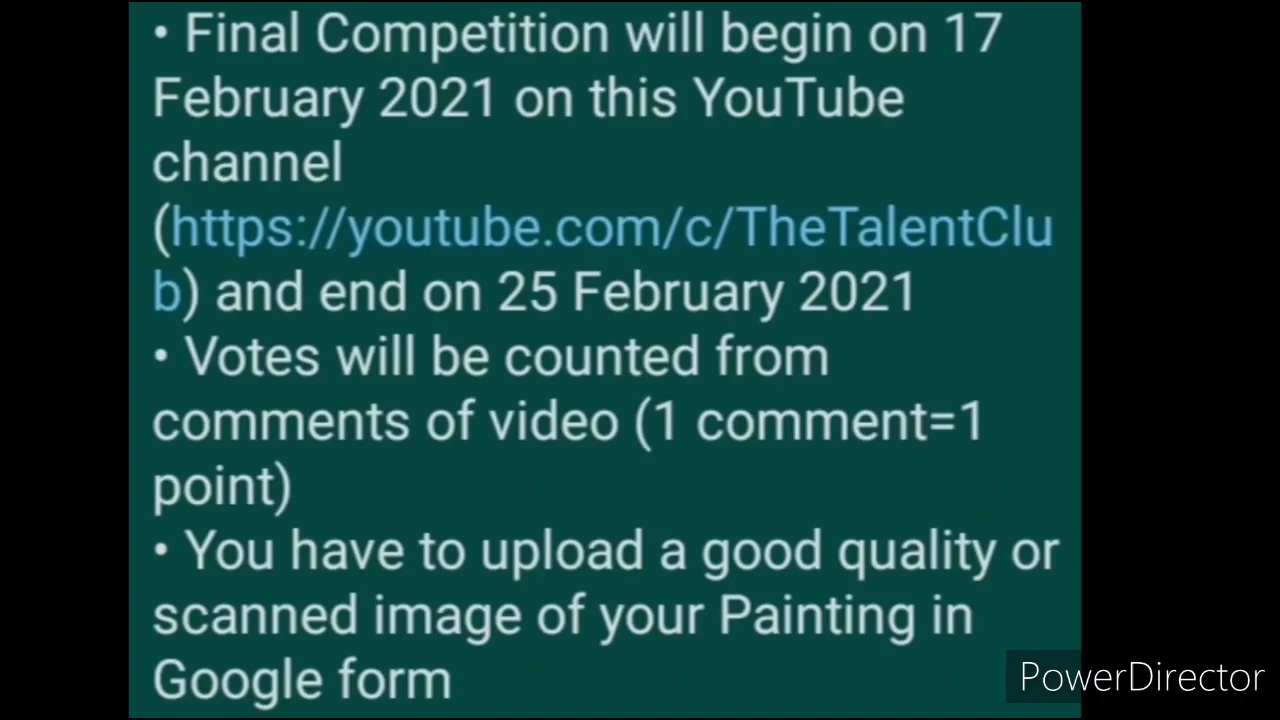 • Final Competition will begin on 17
February 2021 on this YouTube
channel
(https://youtube.com/c/TheTalentClu
b) and end on 25 February 2021
• Votes will be counted from
comments of video (1 comment=1
point)
• You have to upload a good quality or
scanned image of your Painting in
Google form
PowerDirector